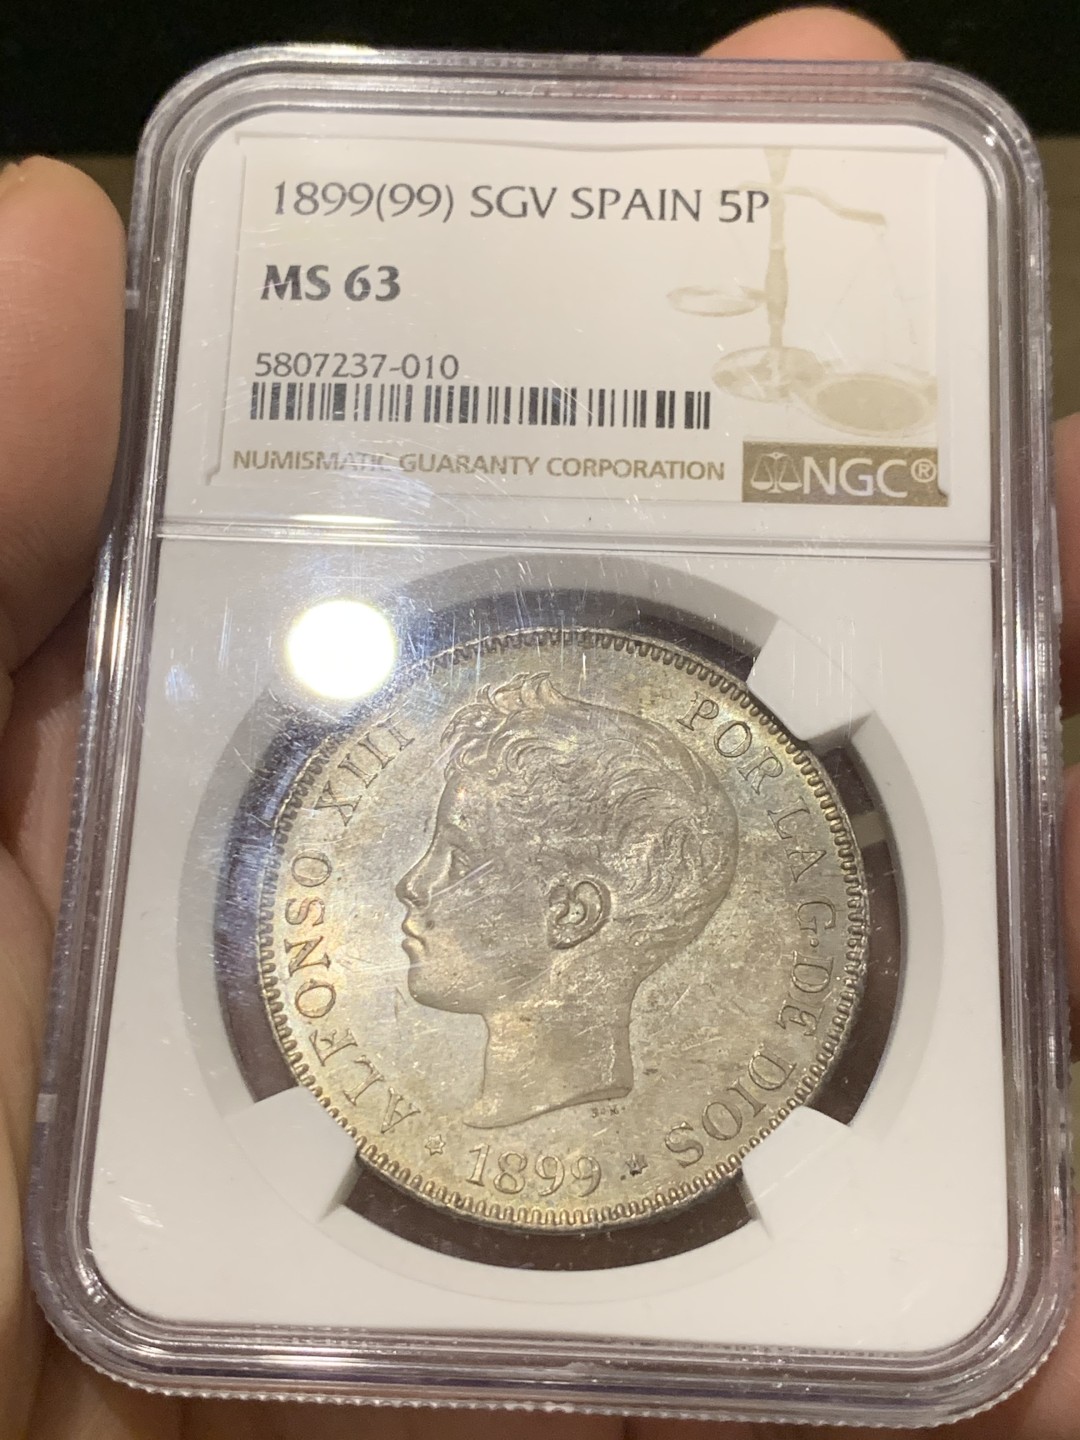 1899(99) SGV SPAIN 5P
MS 63
5807237-010
NUMISMATIC GUARANTY CORPORATION
NGC®
ALFONSO XIII POR LA G. DE DIOS
1899